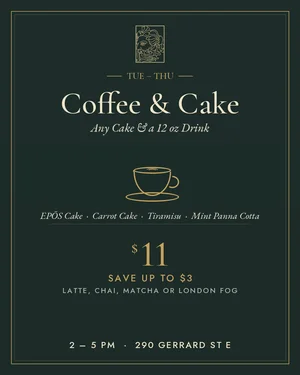 TUE – THU
Coffee & Cake
Any Cake & a 12 oz Drink
EPŌS Cake · Carrot Cake · Tiramisu · Mint Panna Cotta
$11
SAVE UP TO $3
LATTE, CHAI, MATCHA OR LONDON FOG
2 – 5 PM · 290 GERRARD ST E